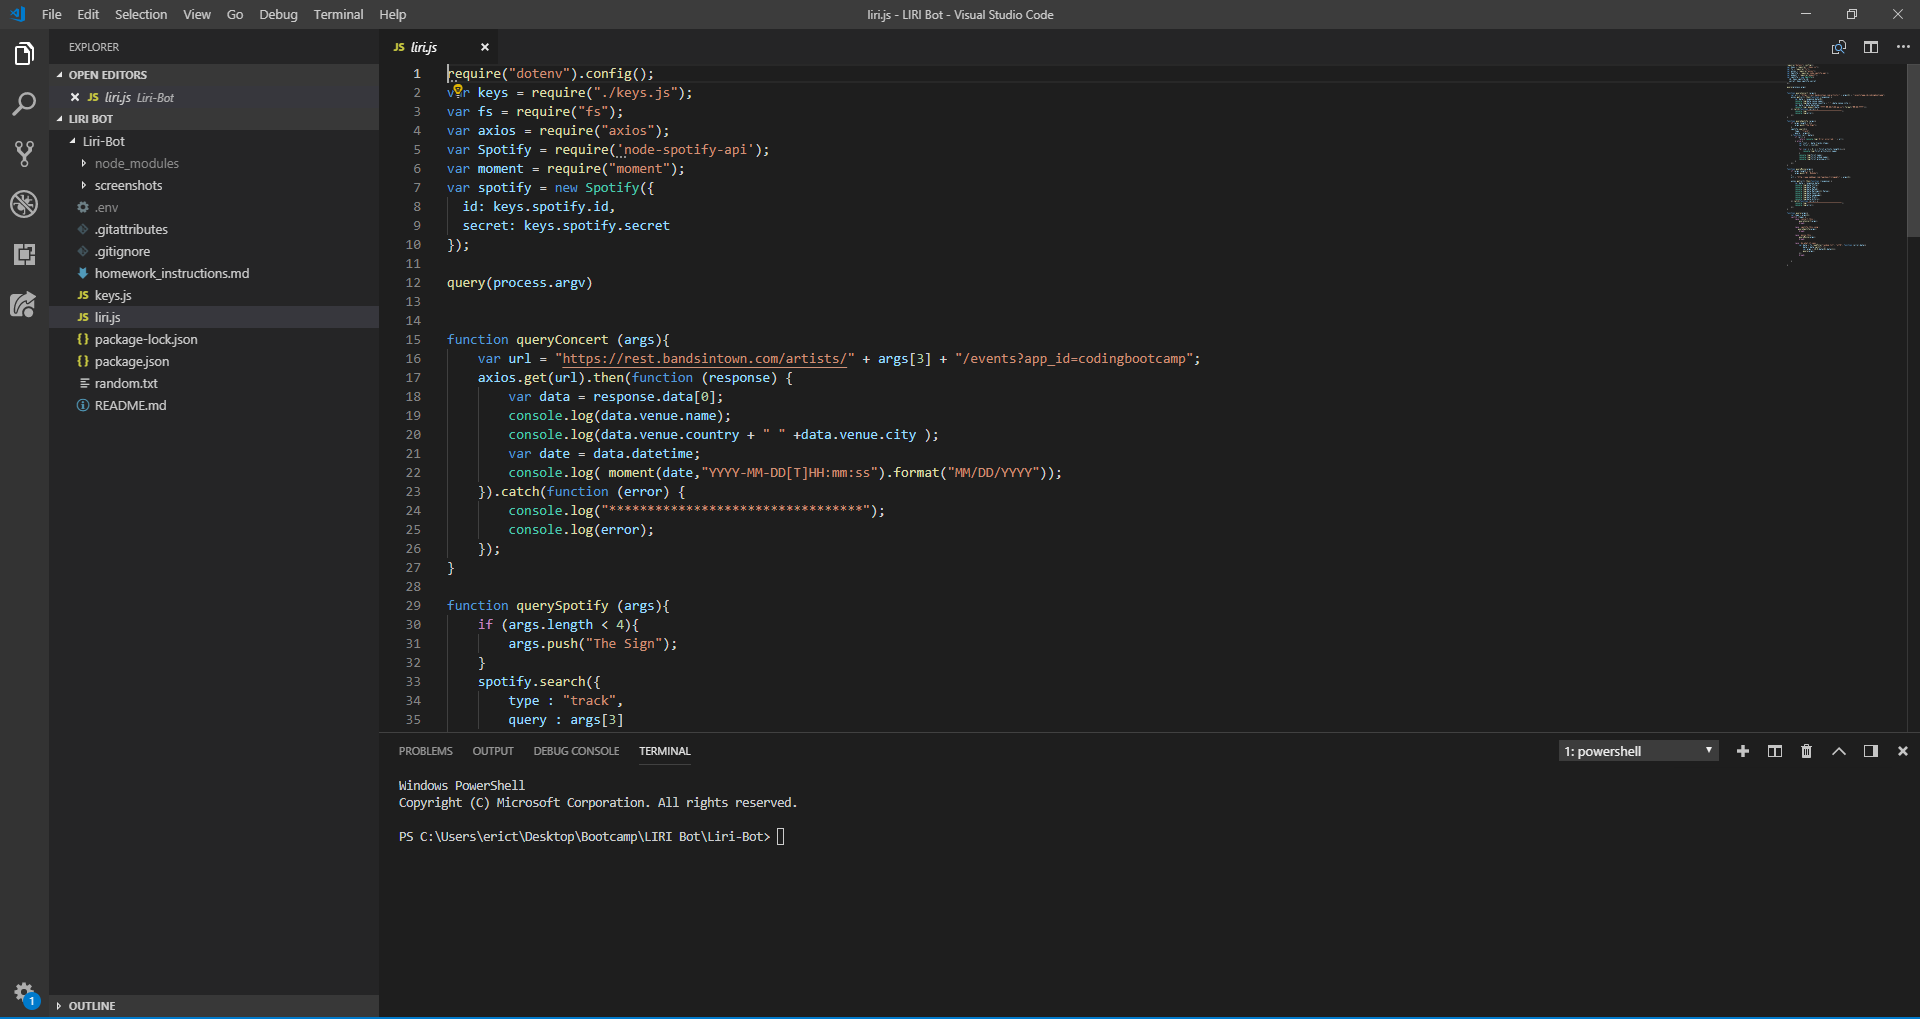 File Edit Selection View Go Debug Terminal Help
liri.js - LIRI Bot - Visual Studio Code
EXPLORER
OPEN EDITORS
JS liri.js Liri-Bot
LIRI BOT
Liri-Bot
node_modules
screenshots
.env
.gitattributes
.gitignore
homework_instructions.md
JS keys.js
JS liri.js
{} package-lock.json
{} package.json
random.txt
README.md
OUTLINE
1
JS liri.js
1 require("dotenv").config();
2 var keys = require("./keys.js");
3 var fs = require("fs");
4 var axios = require("axios");
5 var Spotify = require('node-spotify-api');
6 var moment = require("moment");
7 var spotify = new Spotify({
8 id: keys.spotify.id,
9 secret: keys.spotify.secret
10 });
11
12 query(process.argv)
13
14
15 function queryConcert (args){
16 var url = "https://rest.bandsintown.com/artists/" + args[3] + "/events?app_id=codingbootcamp";
17 axios.get(url).then(function (response) {
18 var data = response.data[0];
19 console.log(data.venue.name);
20 console.log(data.venue.country + " " +data.venue.city );
21 var date = data.datetime;
22 console.log( moment(date,"YYYY-MM-DD[T]HH:mm:ss").format("MM/DD/YYYY"));
23 }).catch(function (error) {
24 console.log("*********************************");
25 console.log(error);
26 });
27 }
28
29 function querySpotify (args){
30 if (args.length < 4){
31 args.push("The Sign");
32 }
33 spotify.search({
34 type : "track",
35 query : args[3]
PROBLEMS OUTPUT DEBUG CONSOLE TERMINAL
1: powershell
Windows PowerShell
Copyright (C) Microsoft Corporation. All rights reserved.
PS C:\Users\erict\Desktop\Bootcamp\LIRI Bot\Liri-Bot>